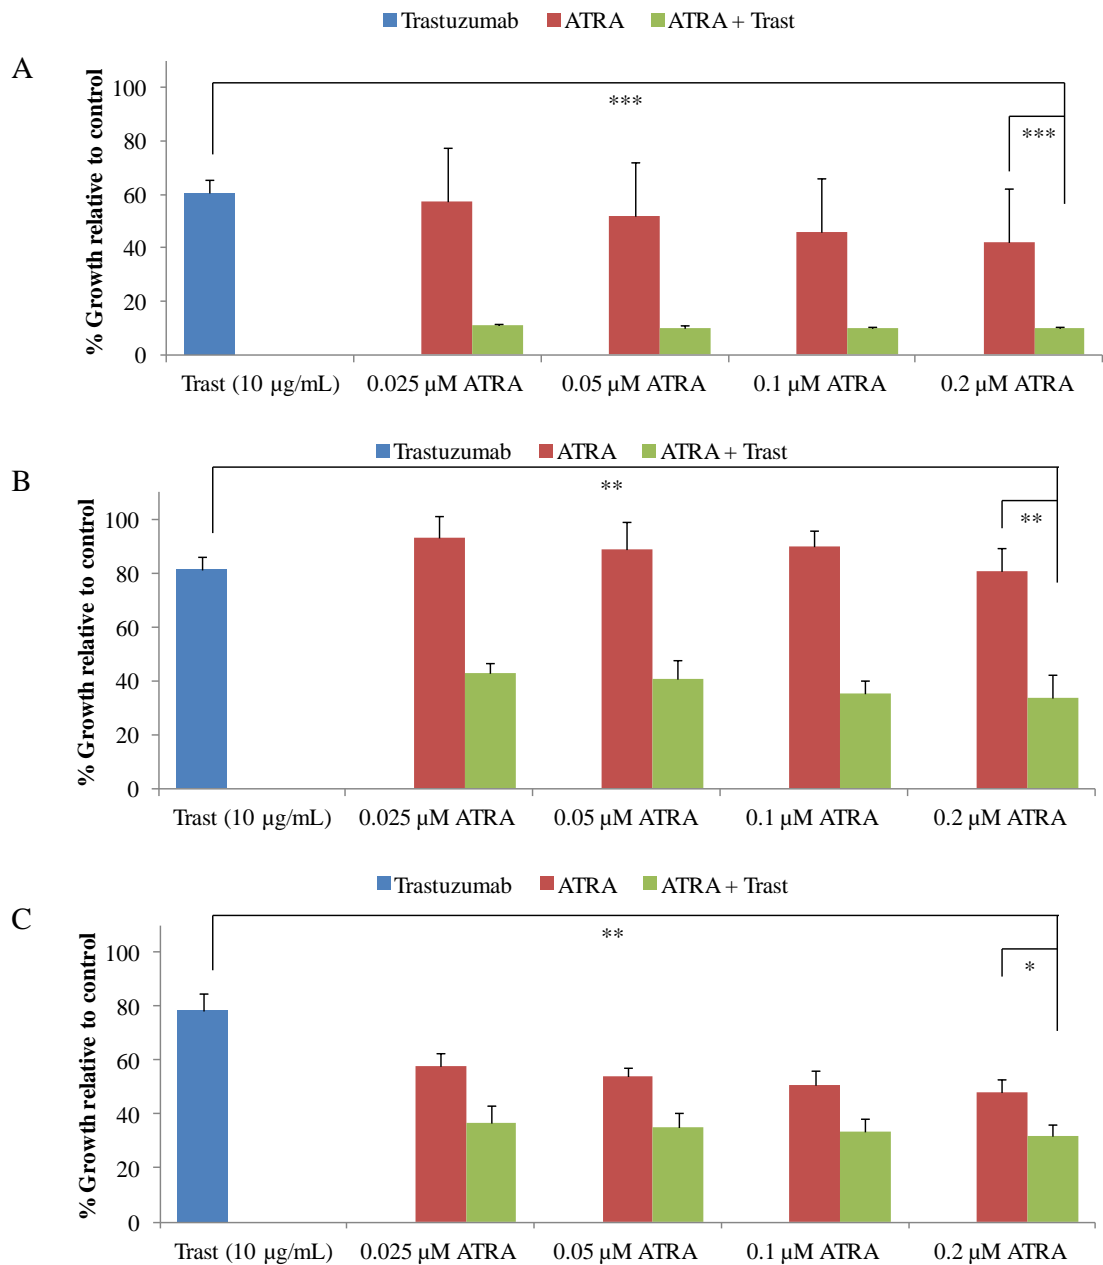 Trastuzumab ATRA ATRA + Trast
A
% Growth relative to control
100
80
60
40
20
0
***
***
Trast (10 µg/mL) 0.025 µM ATRA 0.05 µM ATRA 0.1 µM ATRA 0.2 µM ATRA
Trastuzumab ATRA ATRA + Trast
B
% Growth relative to control
100
80
60
40
20
0
**
**
Trast (10 µg/mL) 0.025 µM ATRA 0.05 µM ATRA 0.1 µM ATRA 0.2 µM ATRA
Trastuzumab ATRA ATRA + Trast
C
% Growth relative to control
100
80
60
40
20
0
**
*
Trast (10 µg/mL) 0.025 µM ATRA 0.05 µM ATRA 0.1 µM ATRA 0.2 µM ATRA